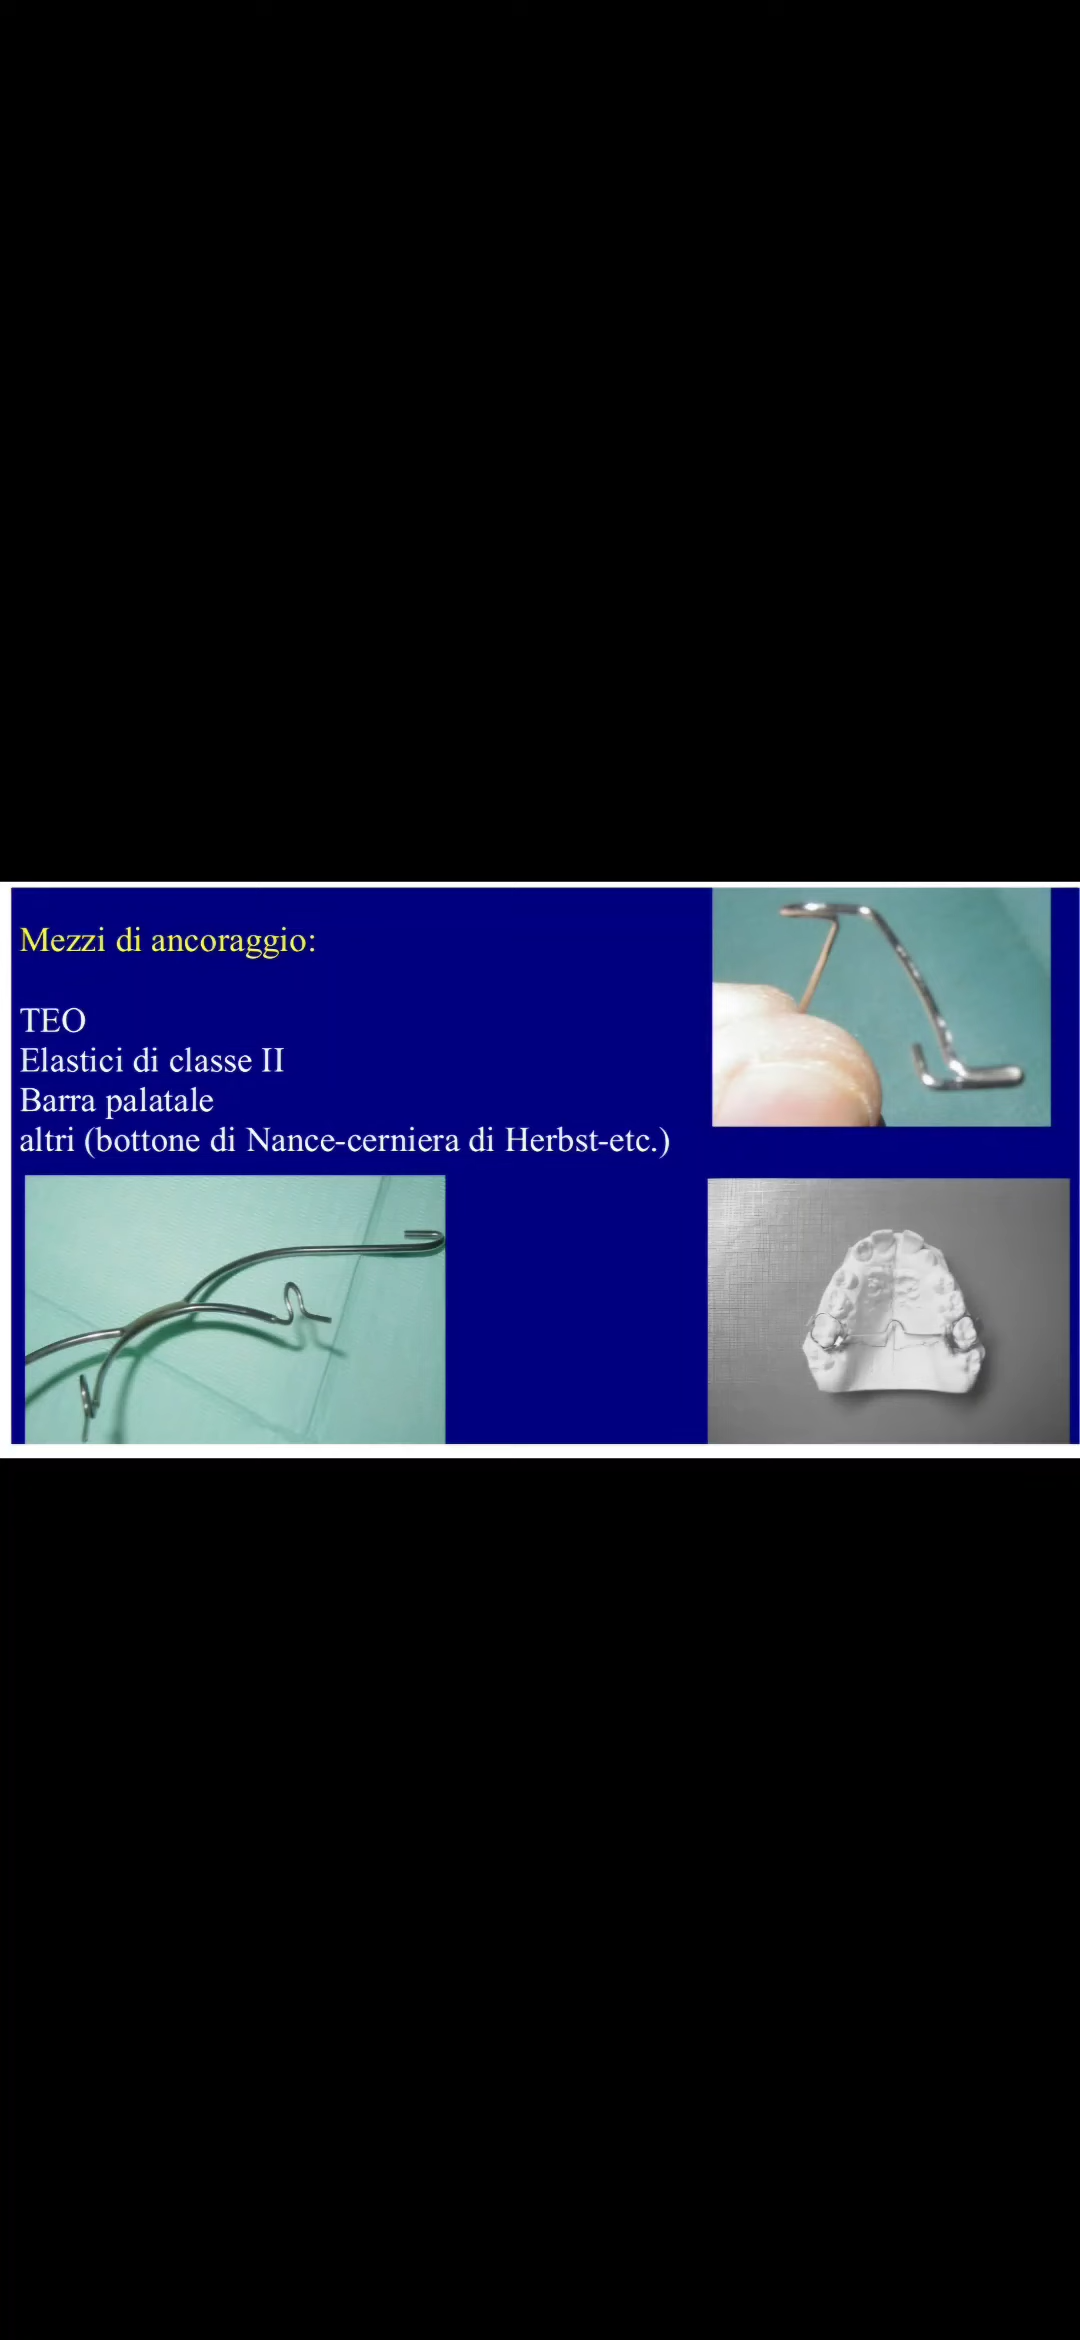 Mezzi di ancoraggio:
TEO
Elastici di classe II
Barra palatale
altri (bottone di Nance-cerniera di Herbst-etc.)